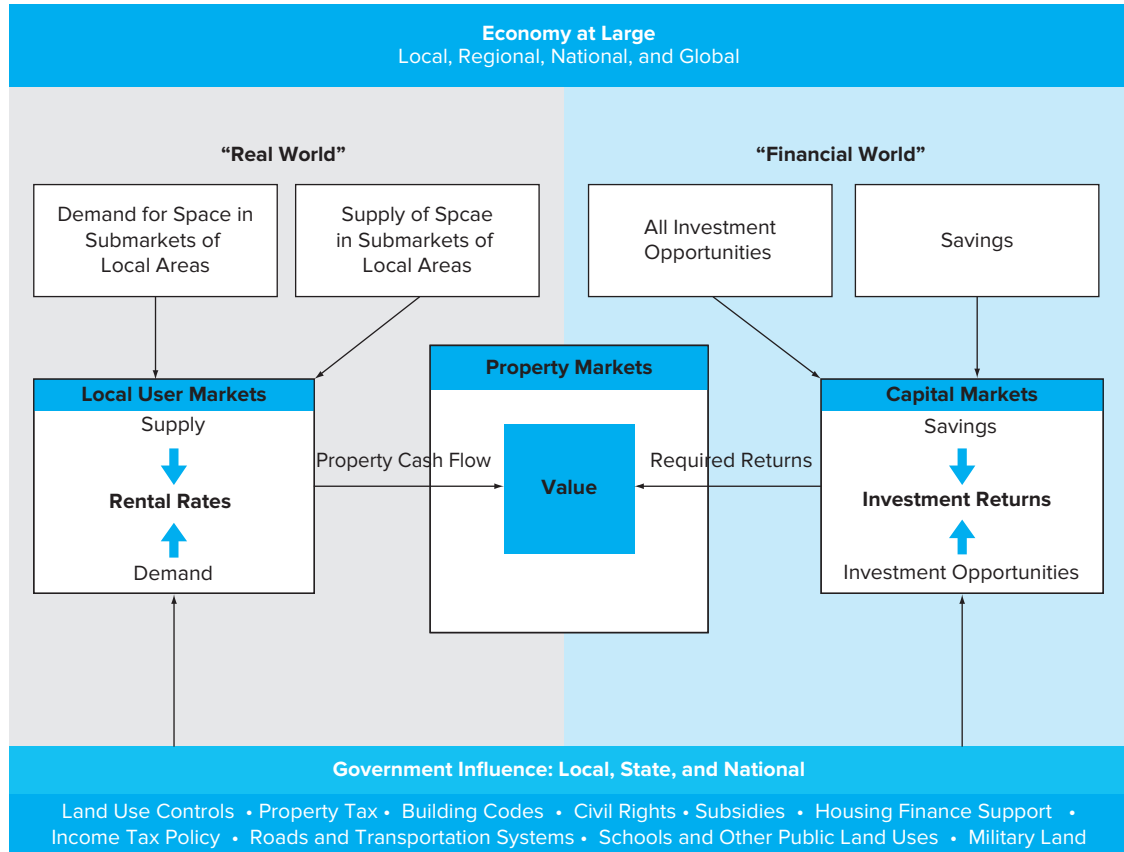 Economy at Large
Local, Regional, National, and Global
“Real World”
“Financial World”
Demand for Space in
Submarkets of
Local Areas
Supply of Spcae
in Submarkets of
Local Areas
All Investment
Opportunities
Savings
Local User Markets
Supply
Rental Rates
Demand
Property Cash Flow
Property Markets
Value
Required Returns
Capital Markets
Savings
Investment Returns
Investment Opportunities
Government Influence: Local, State, and National
Land Use Controls • Property Tax • Building Codes • Civil Rights • Subsidies • Housing Finance Support •
Income Tax Policy • Roads and Transportation Systems • Schools and Other Public Land Uses • Military Land